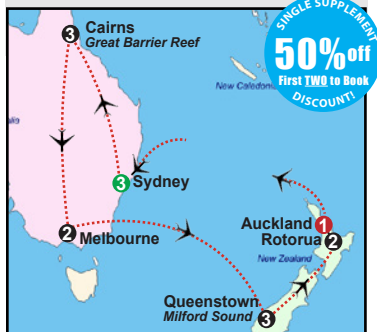 SINGLE SUPPLEMENT
50% off
First TWO to Book
DISCOUNT!
3
Cairns
Great Barrier Reef
New Caledonia
3 Sydney
2 Melbourne
Auckland 1
Rotorua 2
New Zealand
Queenstown
Milford Sound 3